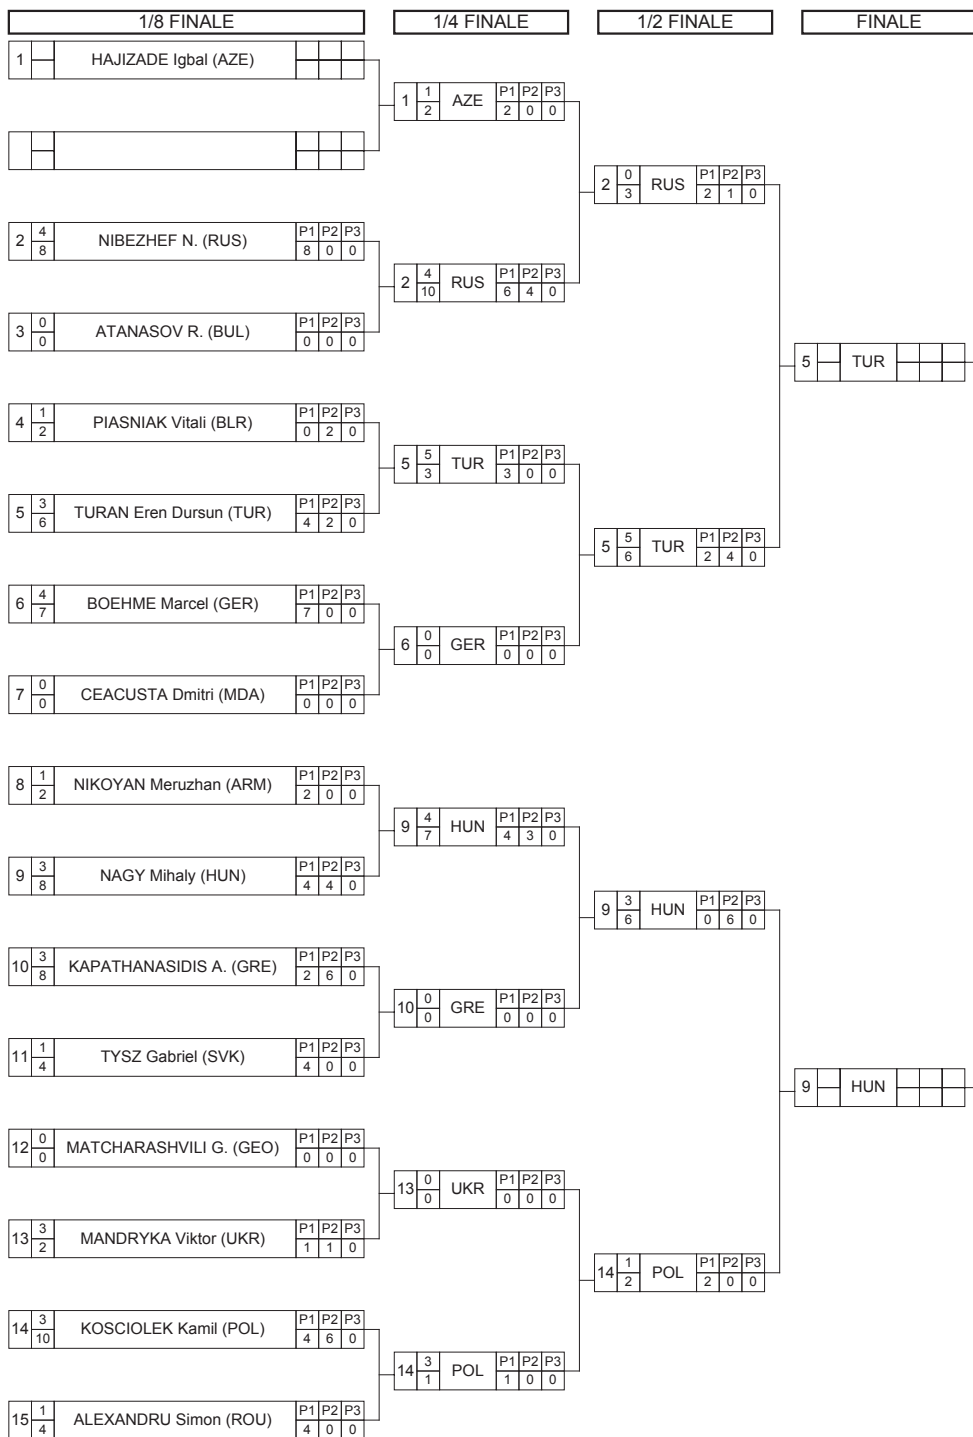 1/8 FINALE 1/4 FINALE 1/2 FINALE FINALE
1 HAJIZADE Igbal (AZE)
1 1 2 AZE P1 P2 P3 2 0 0
2 0 3 RUS P1 P2 P3 2 1 0
2 4 8 NIBEZHEF N. (RUS) P1 P2 P3 8 0 0
2 4 10 RUS P1 P2 P3 6 4 0
3 0 0 ATANASOV R. (BUL) P1 P2 P3 0 0 0
5 TUR
4 1 2 PIASNIAK Vitali (BLR) P1 P2 P3 0 2 0
5 5 3 TUR P1 P2 P3 3 0 0
5 3 6 TURAN Eren Dursun (TUR) P1 P2 P3 4 2 0
5 5 6 TUR P1 P2 P3 2 4 0
6 4 7 BOEHME Marcel (GER) P1 P2 P3 7 0 0
6 0 0 GER P1 P2 P3 0 0 0
7 0 0 CEACUSTA Dmitri (MDA) P1 P2 P3 0 0 0
8 1 2 NIKOYAN Meruzhan (ARM) P1 P2 P3 2 0 0
9 4 7 HUN P1 P2 P3 4 3 0
9 3 8 NAGY Mihaly (HUN) P1 P2 P3 4 4 0
9 3 6 HUN P1 P2 P3 0 6 0
10 3 8 KAPATHANASIDIS A. (GRE) P1 P2 P3 2 6 0
10 0 0 GRE P1 P2 P3 0 0 0
11 1 4 TYSZ Gabriel (SVK) P1 P2 P3 4 0 0
9 HUN
12 0 0 MATCHARASHVILI G. (GEO) P1 P2 P3 0 0 0
13 0 0 UKR P1 P2 P3 0 0 0
13 3 2 MANDRYKA Viktor (UKR) P1 P2 P3 1 1 0
14 1 2 POL P1 P2 P3 2 0 0
14 3 10 KOSCIOLEK Kamil (POL) P1 P2 P3 4 6 0
14 3 1 POL P1 P2 P3 1 0 0
15 1 4 ALEXANDRU Simon (ROU) P1 P2 P3 4 0 0